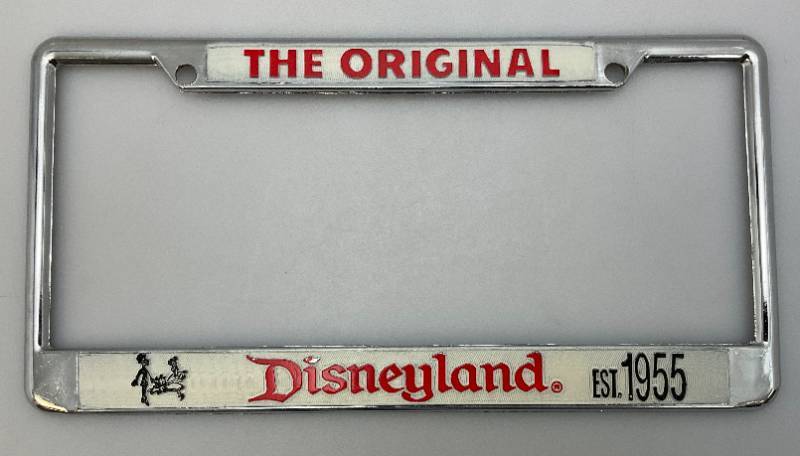 THE ORIGINAL
Disneyland® EST. 1955